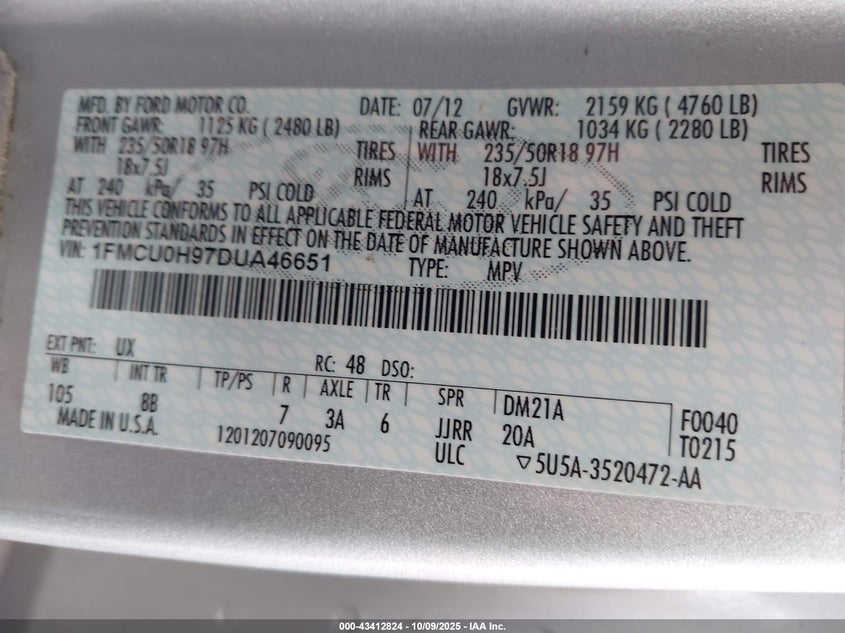 MFD. BY FORD MOTOR CO. DATE: 07/12 GVWR: 2159 KG ( 4760 LB)
FRONT GAWR: 1125 KG ( 2480 LB) REAR GAWR: 1034 KG ( 2280 LB)
WITH 235/50R18 97H TIRES WITH 235/50R18 97H TIRES
18x7.5J RIMS 18x7.5J RIMS
AT 240 kPa/ 35 PSI COLD AT 240 kPa/ 35 PSI COLD
THIS VEHICLE CONFORMS TO ALL APPLICABLE FEDERAL MOTOR VEHICLE SAFETY AND THEFT
PREVENTION STANDARDS IN EFFECT ON THE DATE OF MANUFACTURE SHOWN ABOVE.
VIN: 1FMCU0H97DUA46651 TYPE: MPV
EXT PNT: UX RC: 48 DSO:
WB INT TR TP/PS R AXLE TR SPR DM21A F0040
105 8B 7 3A 6 JJRR 20A T0215
MADE IN U.S.A. 1201207090095 ULC ▽5U5A-3520472-AA
000-43412824 | 10/09/2025 | IAA Inc.